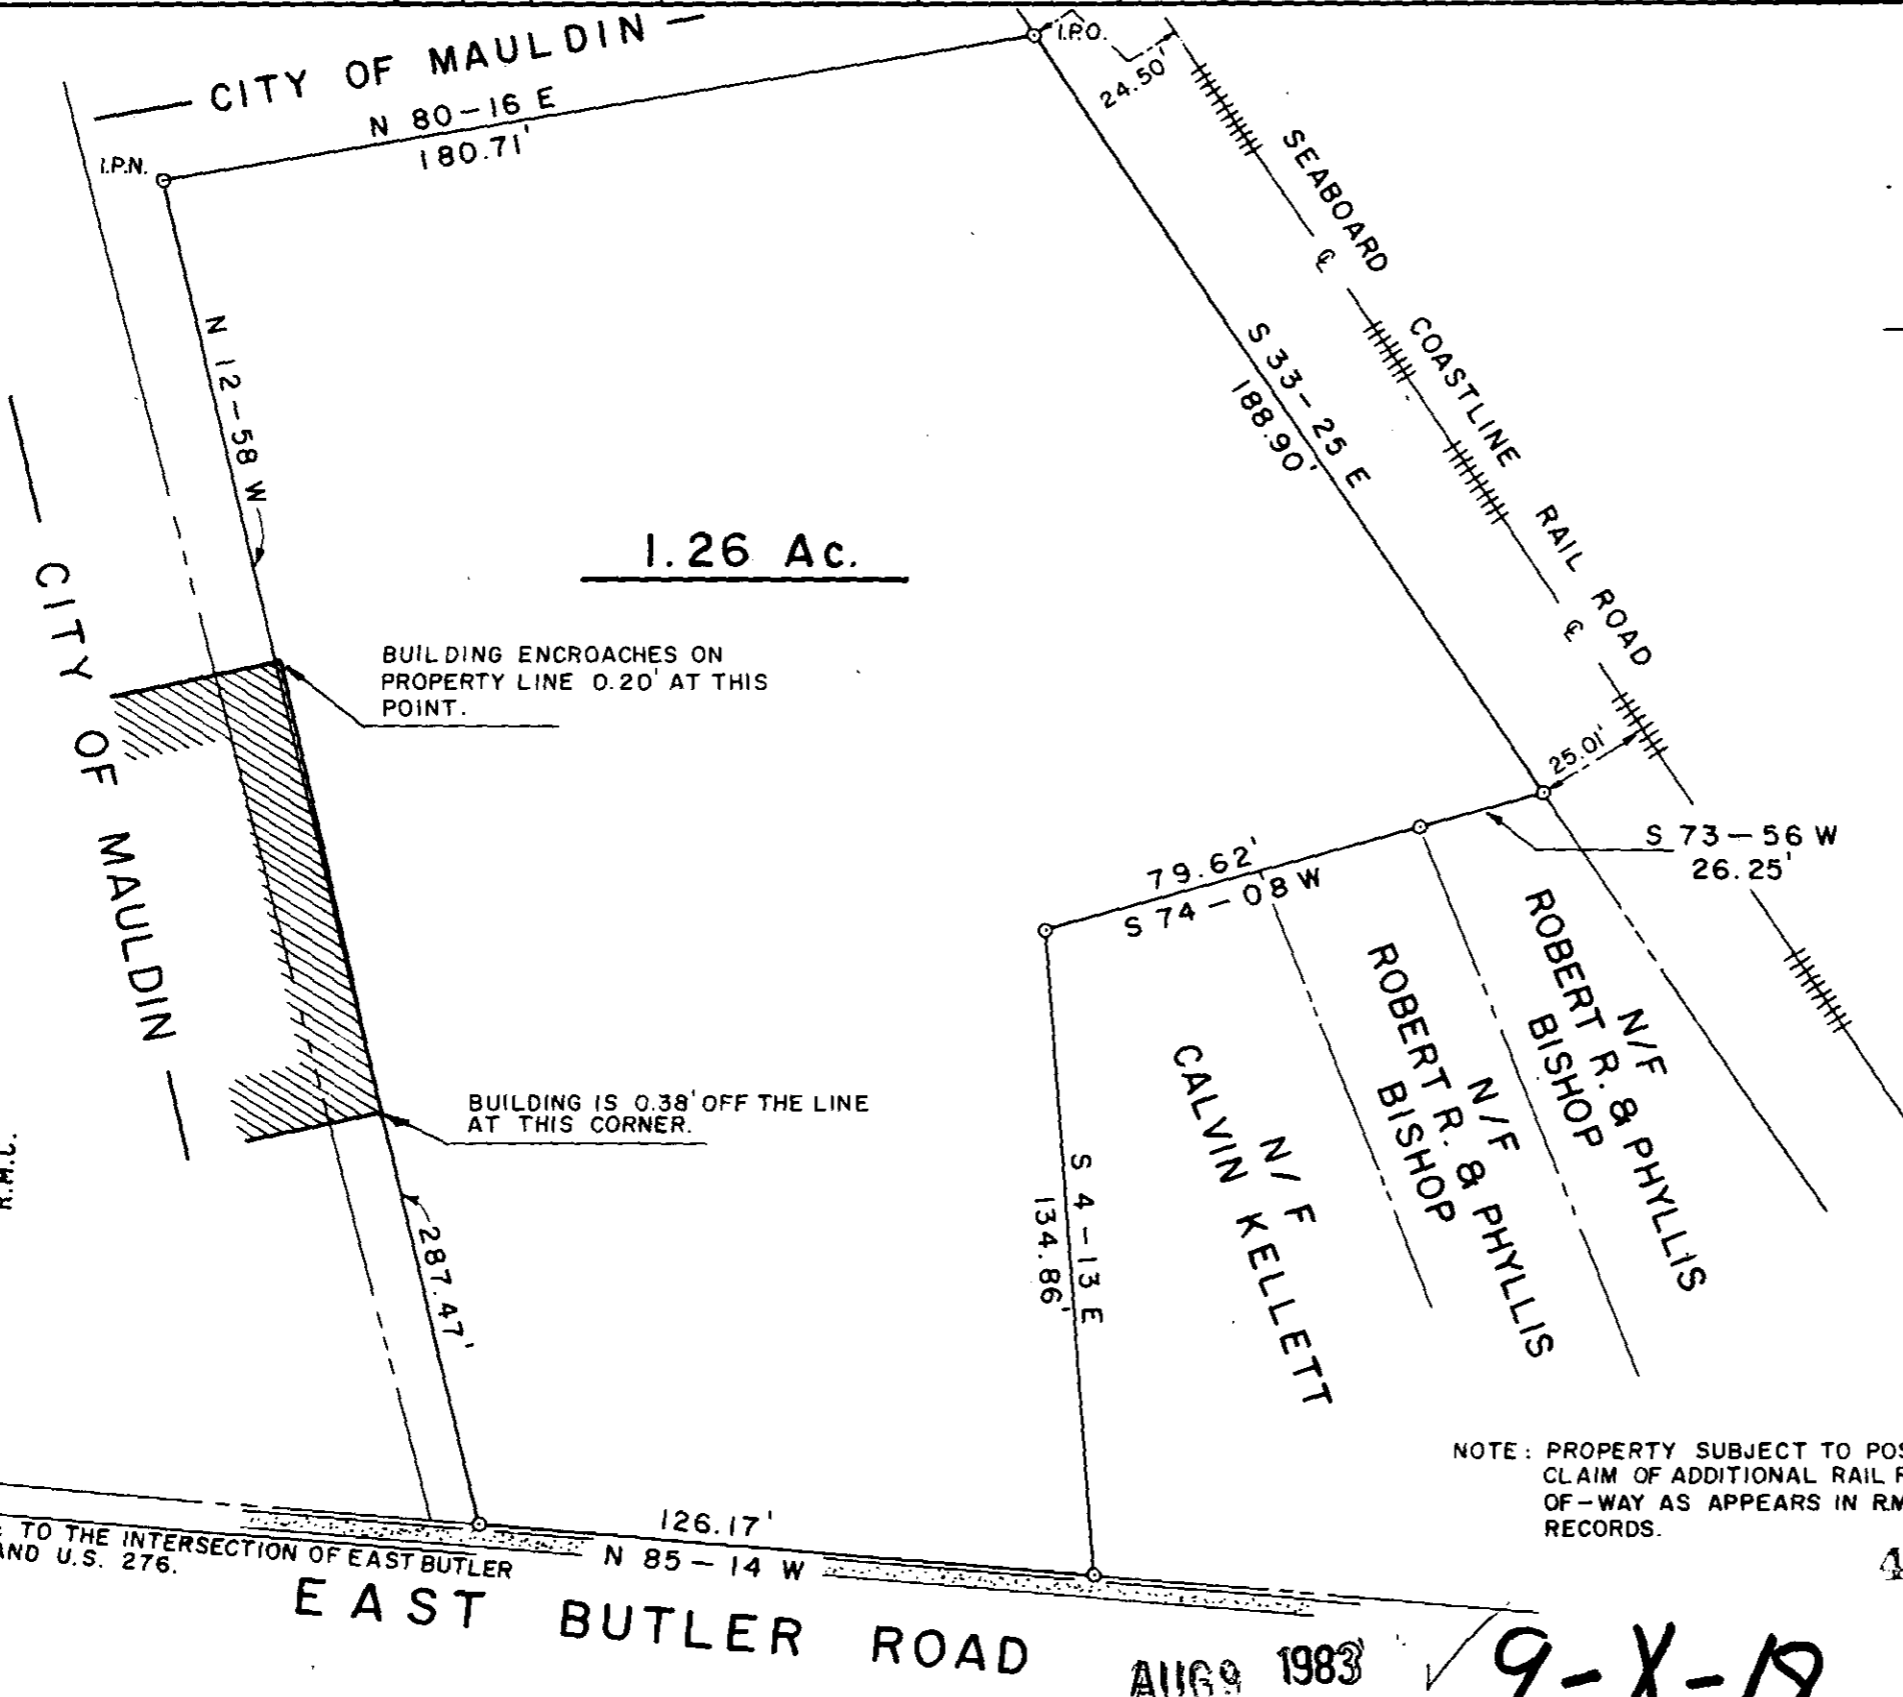 — CITY OF MAULDIN —
N 80-16 E
180.71'
I.P.N.
I.P.O.
24.50'
SEABOARD COASTLINE RAIL ROAD
℄
℄
N 12-58 W
S 33-25 E
188.90'
1.26 Ac.
— CITY OF MAULDIN —
BUILDING ENCROACHES ON
PROPERTY LINE 0.20' AT THIS
POINT.
25.01'
S 73-56 W
26.25'
79.62'
S 74-08 W
N/F
ROBERT R. & PHYLLIS
BISHOP
N/F
ROBERT R. & PHYLLIS
BISHOP
N/F
CALVIN KELLETT
BUILDING IS 0.38' OFF THE LINE
AT THIS CORNER.
R.M.C.
S 4-13 E
134.86'
287.47'
NOTE: PROPERTY SUBJECT TO POS
CLAIM OF ADDITIONAL RAIL R
OF-WAY AS APPEARS IN RM
RECORDS.
126.17'
N 85-14 W
TO THE INTERSECTION OF EAST BUTLER
AND U.S. 276.
EAST BUTLER ROAD
4
AUG 9 1983
9-X-18